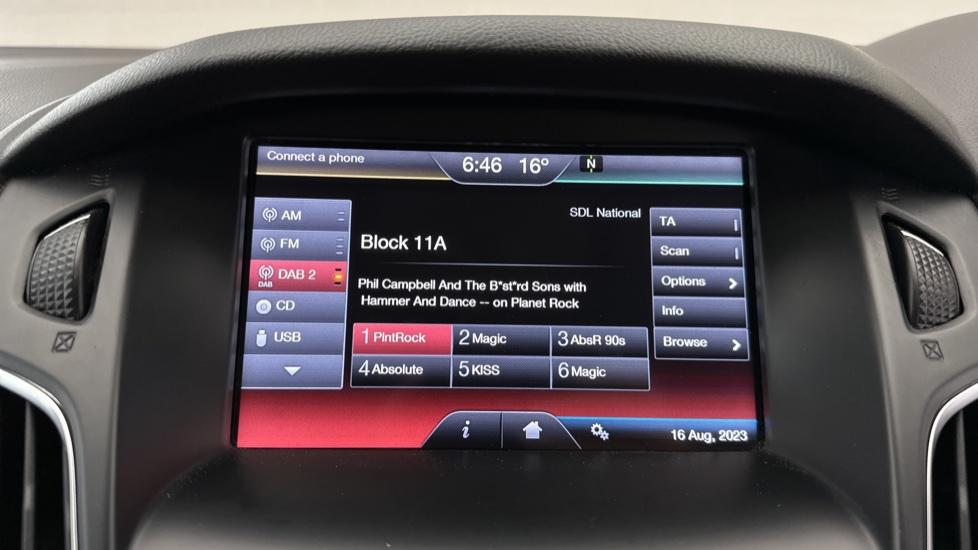 Connect a phone
6:46 16° N
AM
FM
DAB 2
DAB
CD
USB
SDL National
Block 11A
Phil Campbell And The B*st*rd Sons with
Hammer And Dance -- on Planet Rock
1 PlntRock 2 Magic 3 AbsR 90s
4 Absolute 5 KISS 6 Magic
TA
Scan
Options
Info
Browse
i
16 Aug, 2023